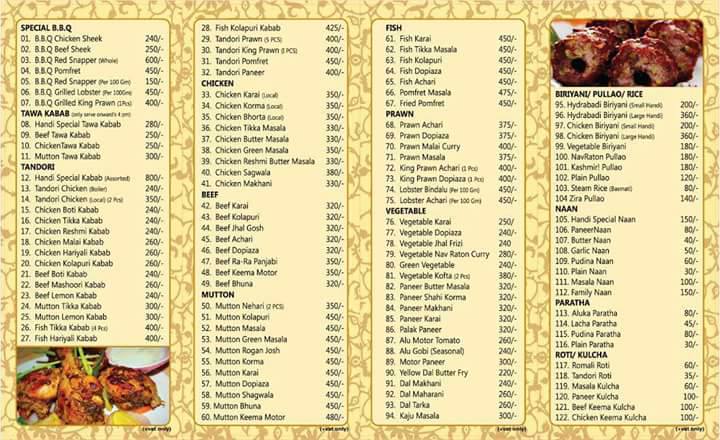 SPECIAL B.B.Q
01. B.B.Q Chicken Sheek 240/-
02. B.B.Q Beef Sheek 250/-
03. B.B.Q Red Snapper (Whole) 600/-
04. B.B.Q Pomfret 450/-
05. B.B.Q Red Snapper (Per 100 Gm) 150/-
06. B.B.Q Grilled Lobster (Per 100Gm) 450/-
07. B.B.Q Grilled King Prawn (1Pcs) 400/-
TAWA KABAB (only serve onward's 4 pm)
08. Handi Special Tawa Kabab 280/-
09. Beef Tawa Kabab 250/-
10. ChickenTawa Kabab 250/-
11. Mutton Tawa Kabab 300/-
TANDORI
12. Handi Special Kabab (Assorted) 800/-
13. Tandori Chicken (Boiler) 240/-
14. Tandori Chicken (Local) (2 Pcs) 350/-
15. Chicken Boti Kabab 240/-
16. Chicken Tikka Kabab 240/-
17. Chicken Reshmi Kabab 240/-
18. Chicken Malai Kabab 260/-
19. Chicken Hariyali Kabab 260/-
20. Chicken Kolapuri Kabab 260/-
21. Beef Boti Kabab 240/-
22. Beef Mashoori Kabab 260/-
23. Beef Lemon Kabab 240/-
24. Mutton Tikka Kabab 300/-
25. Mutton Lemon Kabab 300/-
26. Fish Tikka Kabab (4 Pcs) 400/-
27. Fish Hariyali Kabab 400/-
(+vat only)
28. Fish Kolapuri Kabab 425/-
29. Tandori Prawn (5 PCS) 400/-
30. Tandori King Prawn (1 PCS) 400/-
31. Tandori Pomfret 450/-
32. Tandori Paneer 400/-
CHICKEN
33. Chicken Karai (Local) 350/-
34. Chicken Korma (Local) 350/-
35. Chicken Bhorta (Local) 350/-
36. Chicken Tikka Masala 330/-
37. Chicken Butter Masala 330/-
38. Chicken Green Masala 350/-
39. Chicken Reshmi Butter Masala 330/-
40. Chicken Sagwala 380/-
41. Chicken Makhani 330/-
BEEF
42. Beef Karai 320/-
43. Beef Kolapuri 320/-
44. Beef Jhal Gosh 320/-
45. Beef Achari 320/-
46. Beef Dopiaza 320/-
47. Beef Ra-Ra Panjabi 350/-
48. Beef Keema Motor 350/-
49. Beef Bhuna 320/-
MUTTON
50. Mutton Nehari (2 PCS) 350/-
51. Mutton Kolapuri 450/-
52. Mutton Masala 450/-
53. Mutton Green Masala 450/-
54. Mutton Rogan Josh 450/-
55. Mutton Korma 450/-
56. Mutton Karai 450/-
57. Mutton Dopiaza 450/-
58. Mutton Shagwala 450/-
59. Mutton Bhuna 450/-
60. Mutton Keema Motor 480/-
(+vat only)
FISH
61. Fish Karai 450/-
62. Fish Tikka Masala 450/-
63. Fish Kolapuri 450/-
64. Fish Dopiaza 450/-
65. Fish Achari 450/-
66. Pomfret Masala 475/-
67. Fried Pomfret 450/-
PRAWN
68. Prawn Achari 375/-
69. Prawn Dopiaza 375/-
70. Prawn Malai Curry 400/-
71. Prawn Masala 375/-
72. King Prawn Achari (1 Pcs) 400/-
73. King Prawn Dopiaza (1 Pcs) 400/-
74. Lobster Bindalu (Per 100 Gm) 450/-
75. Lobster Achari (Per 100 Gm) 450/-
VEGETABLE
76. Vegetable Karai 250/
77. Vegetable Dopiaza 240/-
78. Vegetable Jhal Frizi 240
79. Vegetable Nav Raton Curry 280/-
80. Green Vegetable 240/-
81. Vegetable Kofta (2 Pcs) 380/-
82. Paneer Butter Masala 320/-
83. Paneer Shahi Korma 320/-
84. Paneer Makhani 320/-
85. Paneer Karai 320/-
86. Palak Paneer 320/-
87. Alu Motor Tomato 260/-
88. Alu Gobi (Seasonal) 240/-
89. Motor Paneer 300/-
90. Yellow Dal Butter Fry 220/-
91. Dal Makhani 240/-
92. Dal Maharani 260/-
93. Dal Tarka 260/-
94. Kaju Masala 300/-
(+vat only)
BIRIYANI/ PULLAO/ RICE
95. Hydrabadi Biriyani (Small Handi) 200/-
96. Hydrabadi Biriyani (Large Handi) 360/-
97. Chicken Biriyani (Small Handi) 200/-
98. Chicken Biriyani (Large Handi) 360/-
99. Vegetable Biriyani 180/-
100. NavRaton Pullao 180/-
101. Kashmir! Pullao 180/-
102. Plain Pullao 120/-
103. Steam Rice (Basmati) 80/-
104 Zira Pullao 140/-
NAAN
105. Handi Special Naan 150/-
106. PaneerNaan 80/-
107. Butter Naan 40/-
108. Garlic Naan 50/-
109. Pudina Naan 60/-
110. Plain Naan 30/-
111. Masala Naan 100/-
112. Family Naan 150/-
PARATHA
113. Aluka Paratha 80/-
114. Lacha Paratha 45/-
115. Pudina Paratha 80/-
116. Plain Paratha 30/-
ROTI/ KULCHA
117. Romali Roti 60/-
118. Tandori Roti 35/-
119. Masala Kulcha 60/-
120. Paneer Kulcha 100-
121. Beef Keema Kulcha 120/-
122. Chicken Keema Kulcha 100/-
(+vat only)